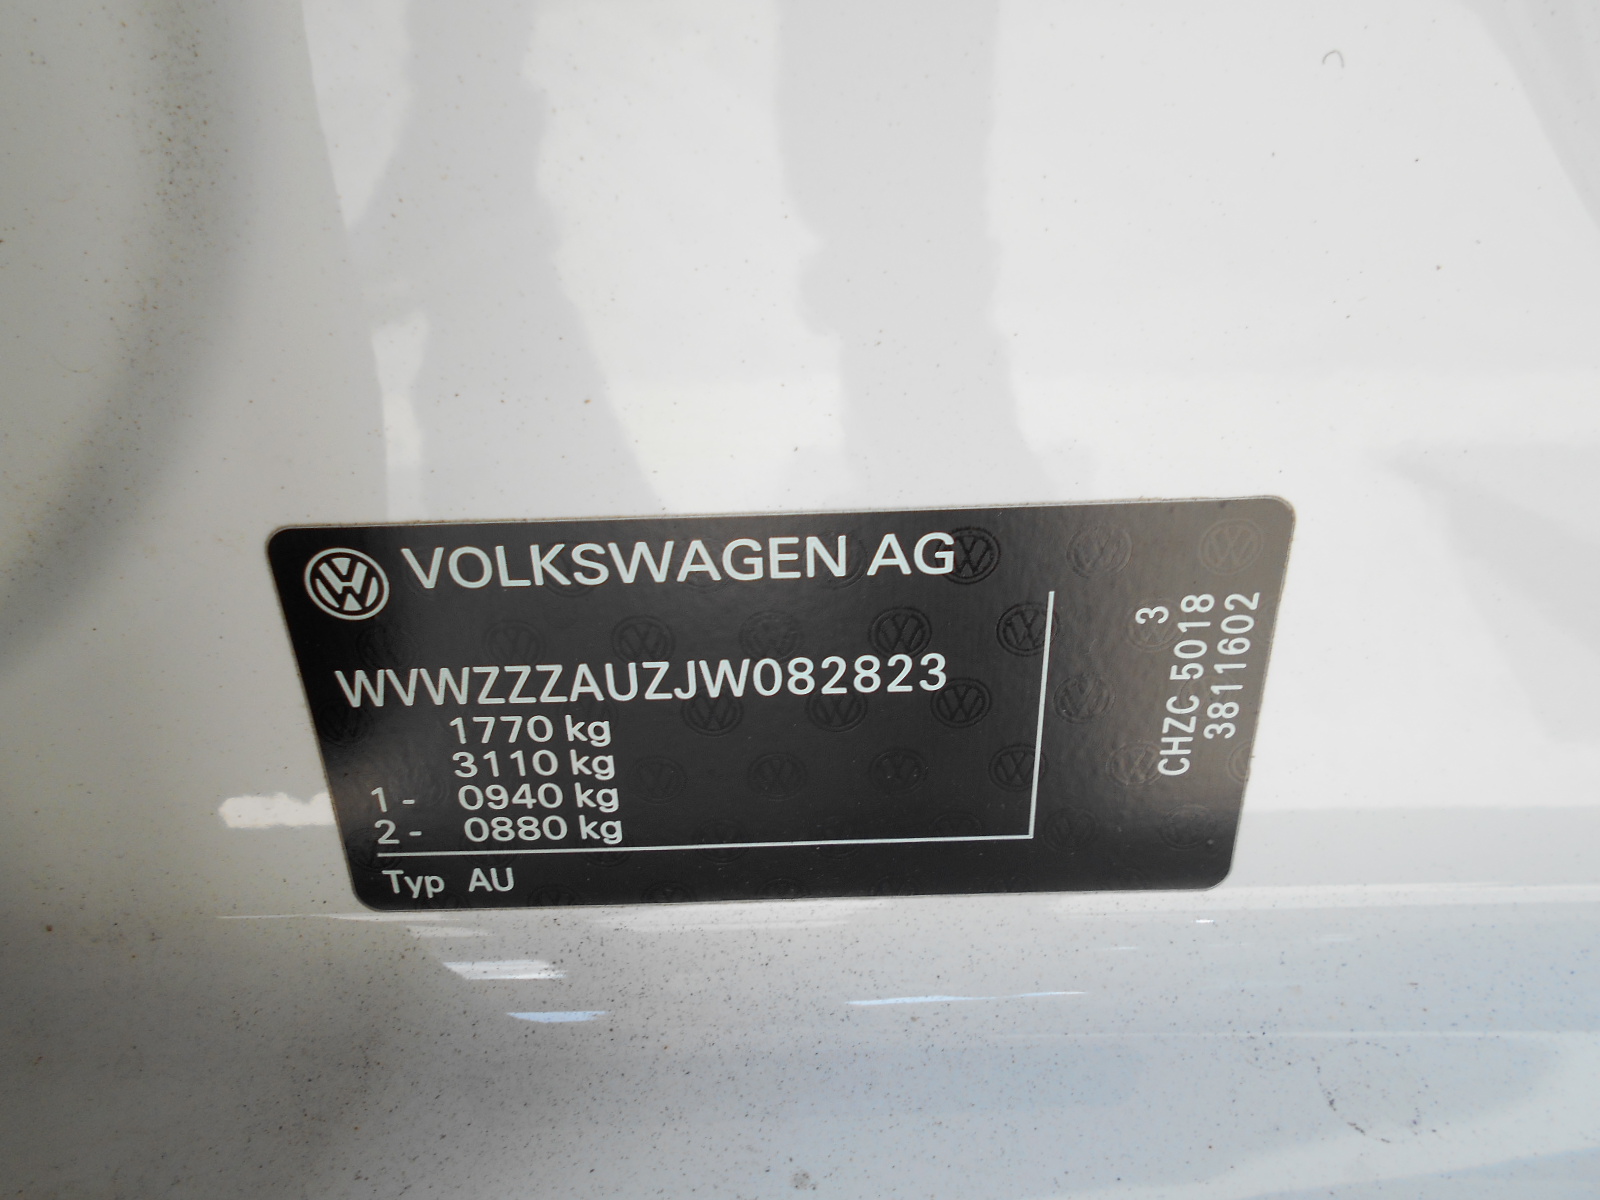 VOLKSWAGEN AG
WVWZZZAUZJW082823
1770 kg
3110 kg
1 - 0940 kg
2 - 0880 kg
Typ AU
3
CHZC 5018
3811602